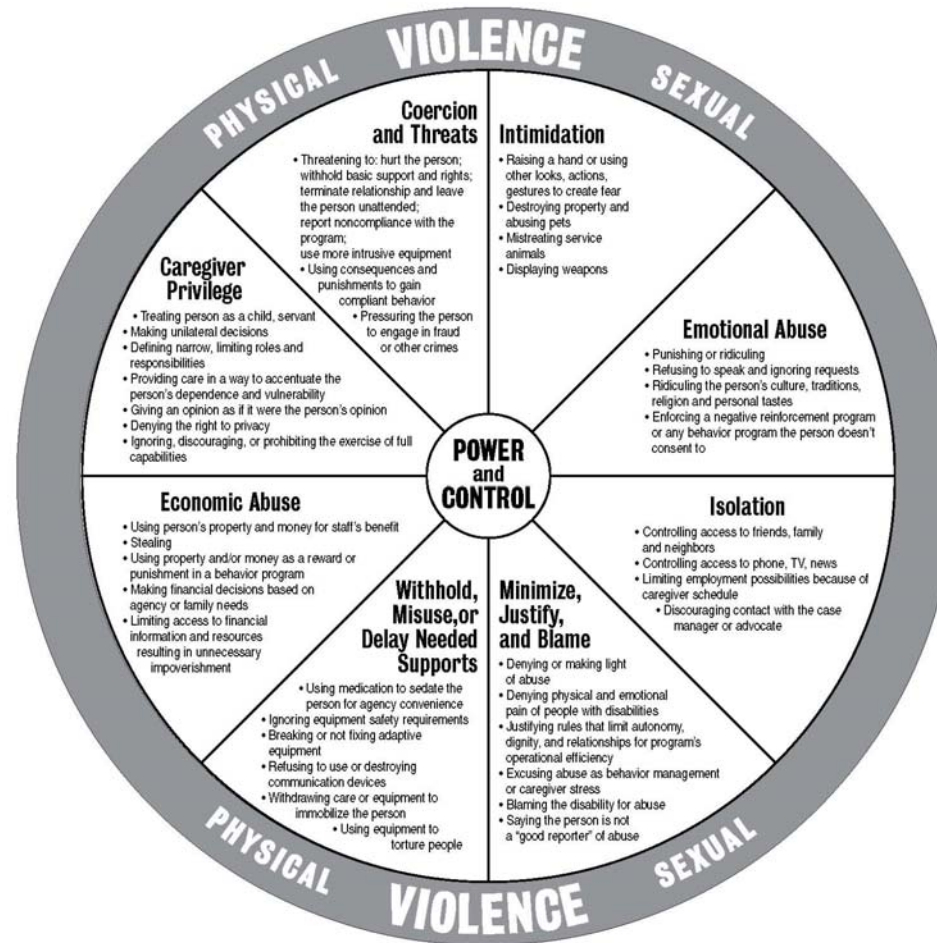 PHYSICAL VIOLENCE SEXUAL
Coercion
and Threats
• Threatening to: hurt the person;
withhold basic support and rights;
terminate relationship and leave
the person unattended;
report noncompliance with the
program;
use more intrusive equipment
• Using consequences and
punishments to gain
compliant behavior
• Pressuring the person
to engage in fraud
or other crimes
Intimidation
• Raising a hand or using
other looks, actions,
gestures to create fear
• Destroying property and
abusing pets
• Mistreating service
animals
• Displaying weapons
Caregiver
Privilege
• Treating person as a child, servant
• Making unilateral decisions
• Defining narrow, limiting roles and
responsibilities
• Providing care in a way to accentuate the
person's dependence and vulnerability
• Giving an opinion as if it were the person's opinion
• Denying the right to privacy
• Ignoring, discouraging, or prohibiting the exercise of full
capabilities
Emotional Abuse
• Punishing or ridiculing
• Refusing to speak and ignoring requests
• Ridiculing the person's culture, traditions,
religion and personal tastes
• Enforcing a negative reinforcement program
or any behavior program the person doesn't
consent to
POWER
and
CONTROL
Economic Abuse
• Using person's property and money for staff's benefit
• Stealing
• Using property and/or money as a reward or
punishment in a behavior program
• Making financial decisions based on
agency or family needs
• Limiting access to financial
information and resources
resulting in unnecessary
impoverishment
Isolation
• Controlling access to friends, family
and neighbors
• Controlling access to phone, TV, news
• Limiting employment possibilities because of
caregiver schedule
• Discouraging contact with the case
manager or advocate
Withhold,
Misuse,or
Delay Needed
Supports
• Using medication to sedate the
person for agency convenience
• Ignoring equipment safety requirements
• Breaking or not fixing adaptive
equipment
• Refusing to use or destroying
communication devices
• Withdrawing care or equipment to
immobilize the person
• Using equipment to
torture people
Minimize,
Justify,
and Blame
• Denying or making light
of abuse
• Denying physical and emotional
pain of people with disabilities
• Justifying rules that limit autonomy,
dignity, and relationships for program's
operational efficiency
• Excusing abuse as behavior management
or caregiver stress
• Blaming the disability for abuse
• Saying the person is not
a "good reporter" of abuse
PHYSICAL VIOLENCE SEXUAL